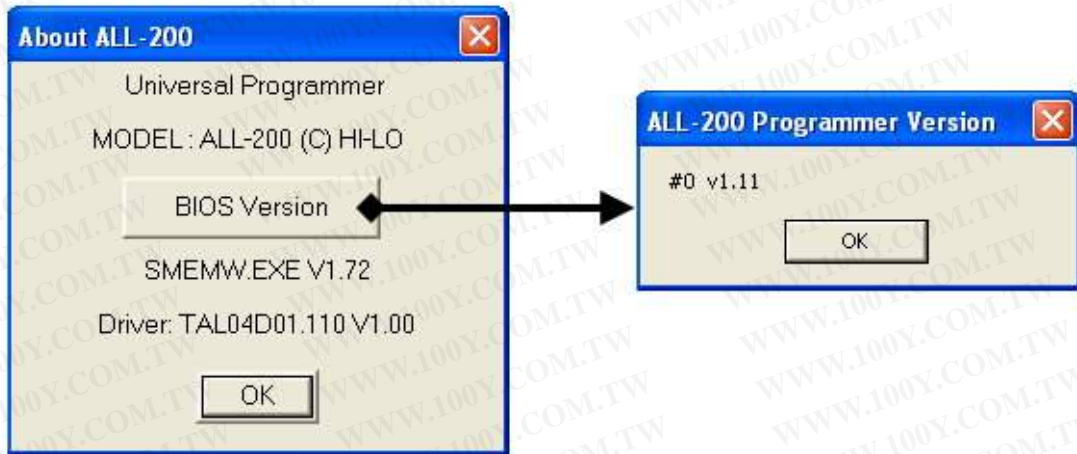 About ALL-200
Universal Programmer
MODEL : ALL-200 (C) HI-LO
BIOS Version
SMEMW.EXE V1.72
Driver: TAL04D01.110 V1.00
OK
ALL-200 Programmer Version
#0 v1.11
OK
WWW.100Y.COM.TW